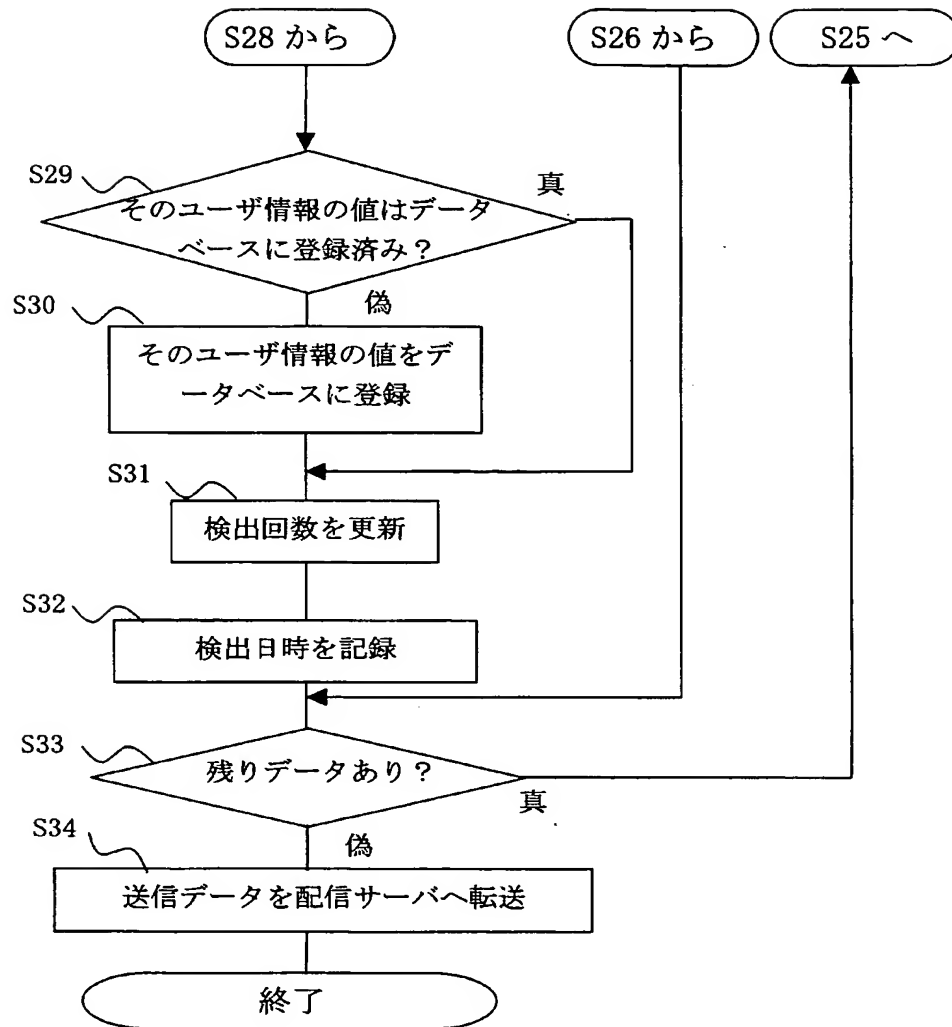 S28 から
S26 から
S25 へ
S29
そのユーザ情報の値はデータ
ベースに登録済み？
真
偽
S30
そのユーザ情報の値をデ
ータベースに登録
S31
検出回数を更新
S32
検出日時を記録
S33
残りデータあり？
真
偽
S34
送信データを配信サーバへ転送
終了